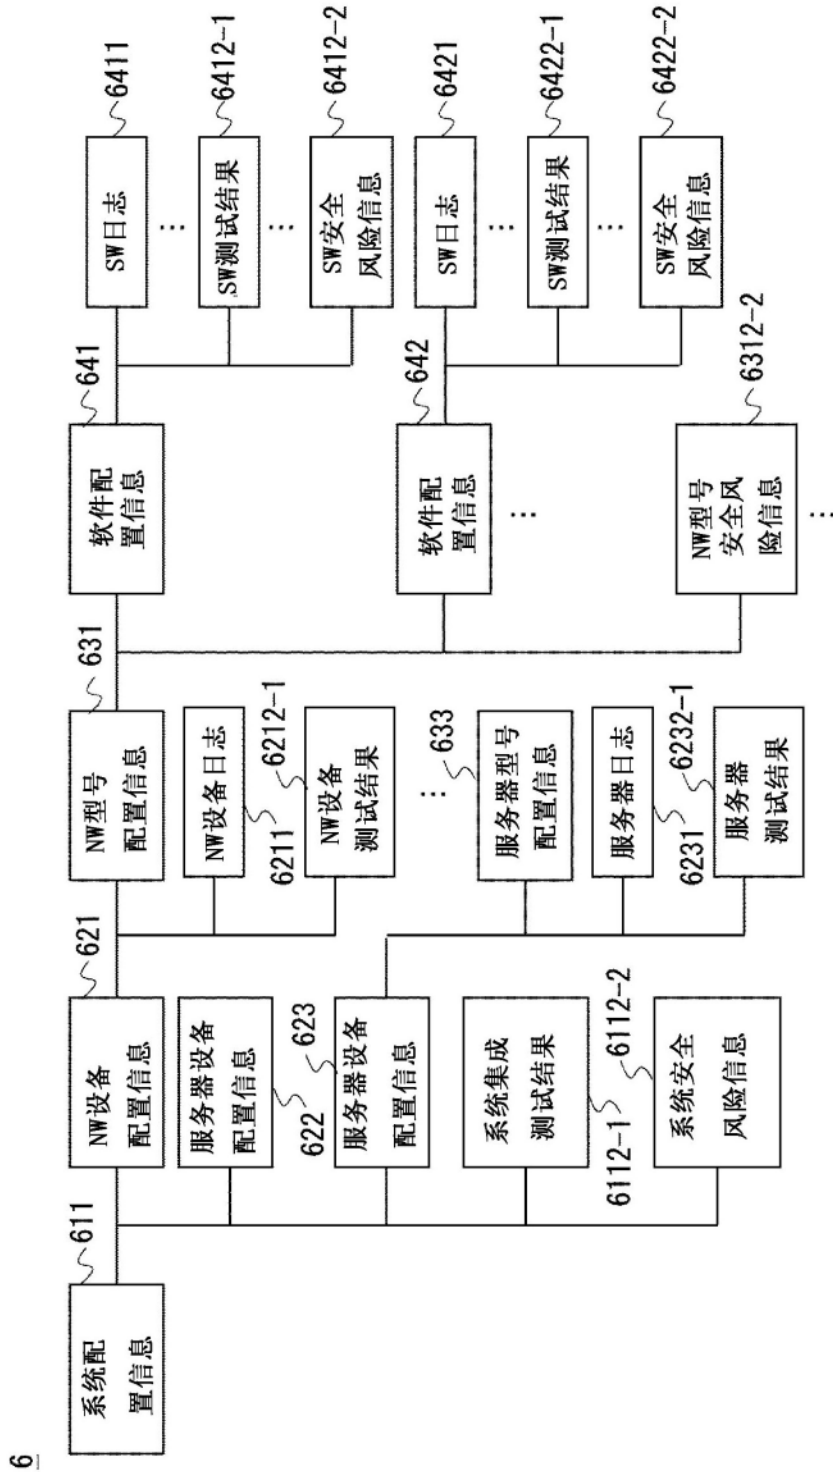 6
611
系统配
置信息
621
NW设备
配置信息
服务器设备
配置信息
622
623
服务器设备
配置信息
系统集成
测试结果
6112-1
6112-2
系统安全
风险信息
631
NW型号
配置信息
NW设备日志
6211
6212-1
NW设备
测试结果
⋮
633
服务器型号
配置信息
服务器日志
6231
6232-1
服务器
测试结果
641
软件配
置信息
642
软件配
置信息
⋮
6312-2
NW型号
安全风
险信息
⋮
6411
SW日志
⋮
6412-1
SW测试结果
⋮
6412-2
SW安全
风险信息
6421
SW日志
⋮
6422-1
SW测试结果
⋮
6422-2
SW安全
风险信息